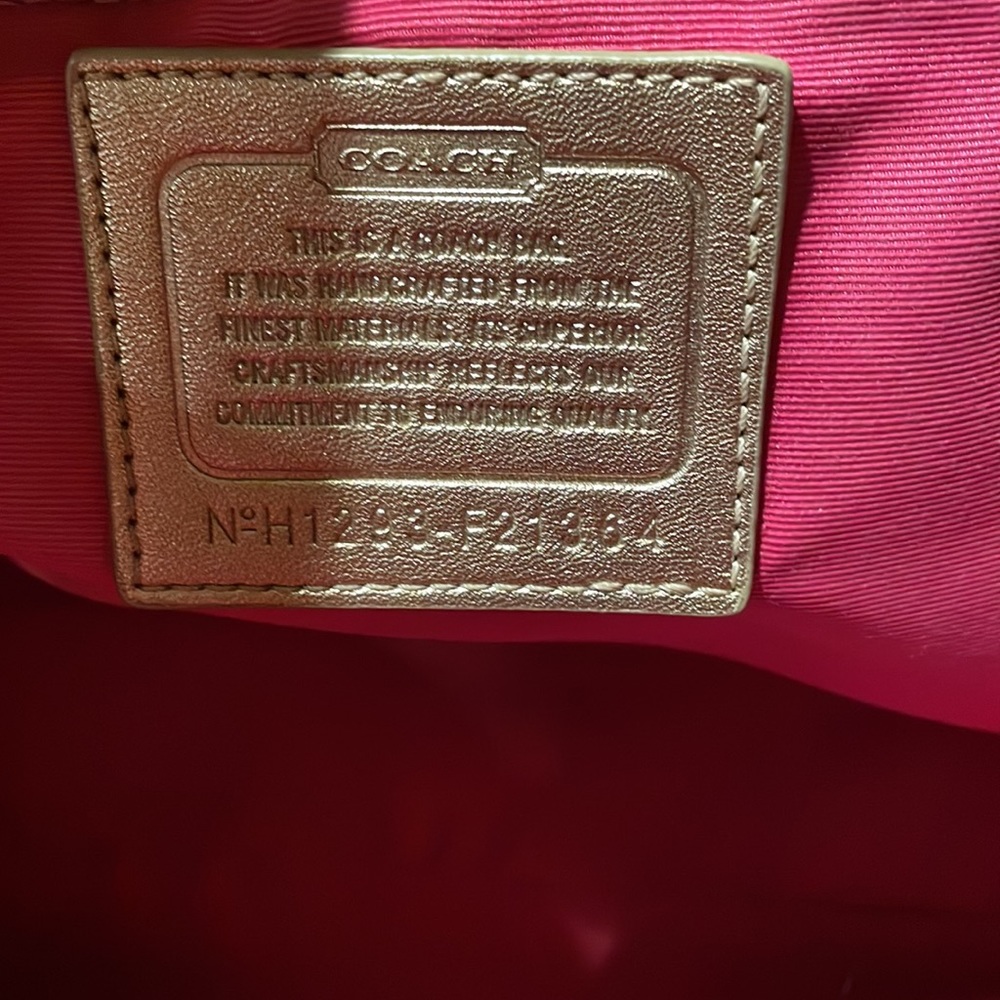 COACH
THIS IS A COACH BAG.
IT WAS HANDCRAFTED FROM THE
FINEST MATERIALS. ITS SUPERIOR
CRAFTSMANSHIP REFLECTS OUR
COMMITMENT TO ENDURING QUALITY.
NºH1293-F21364